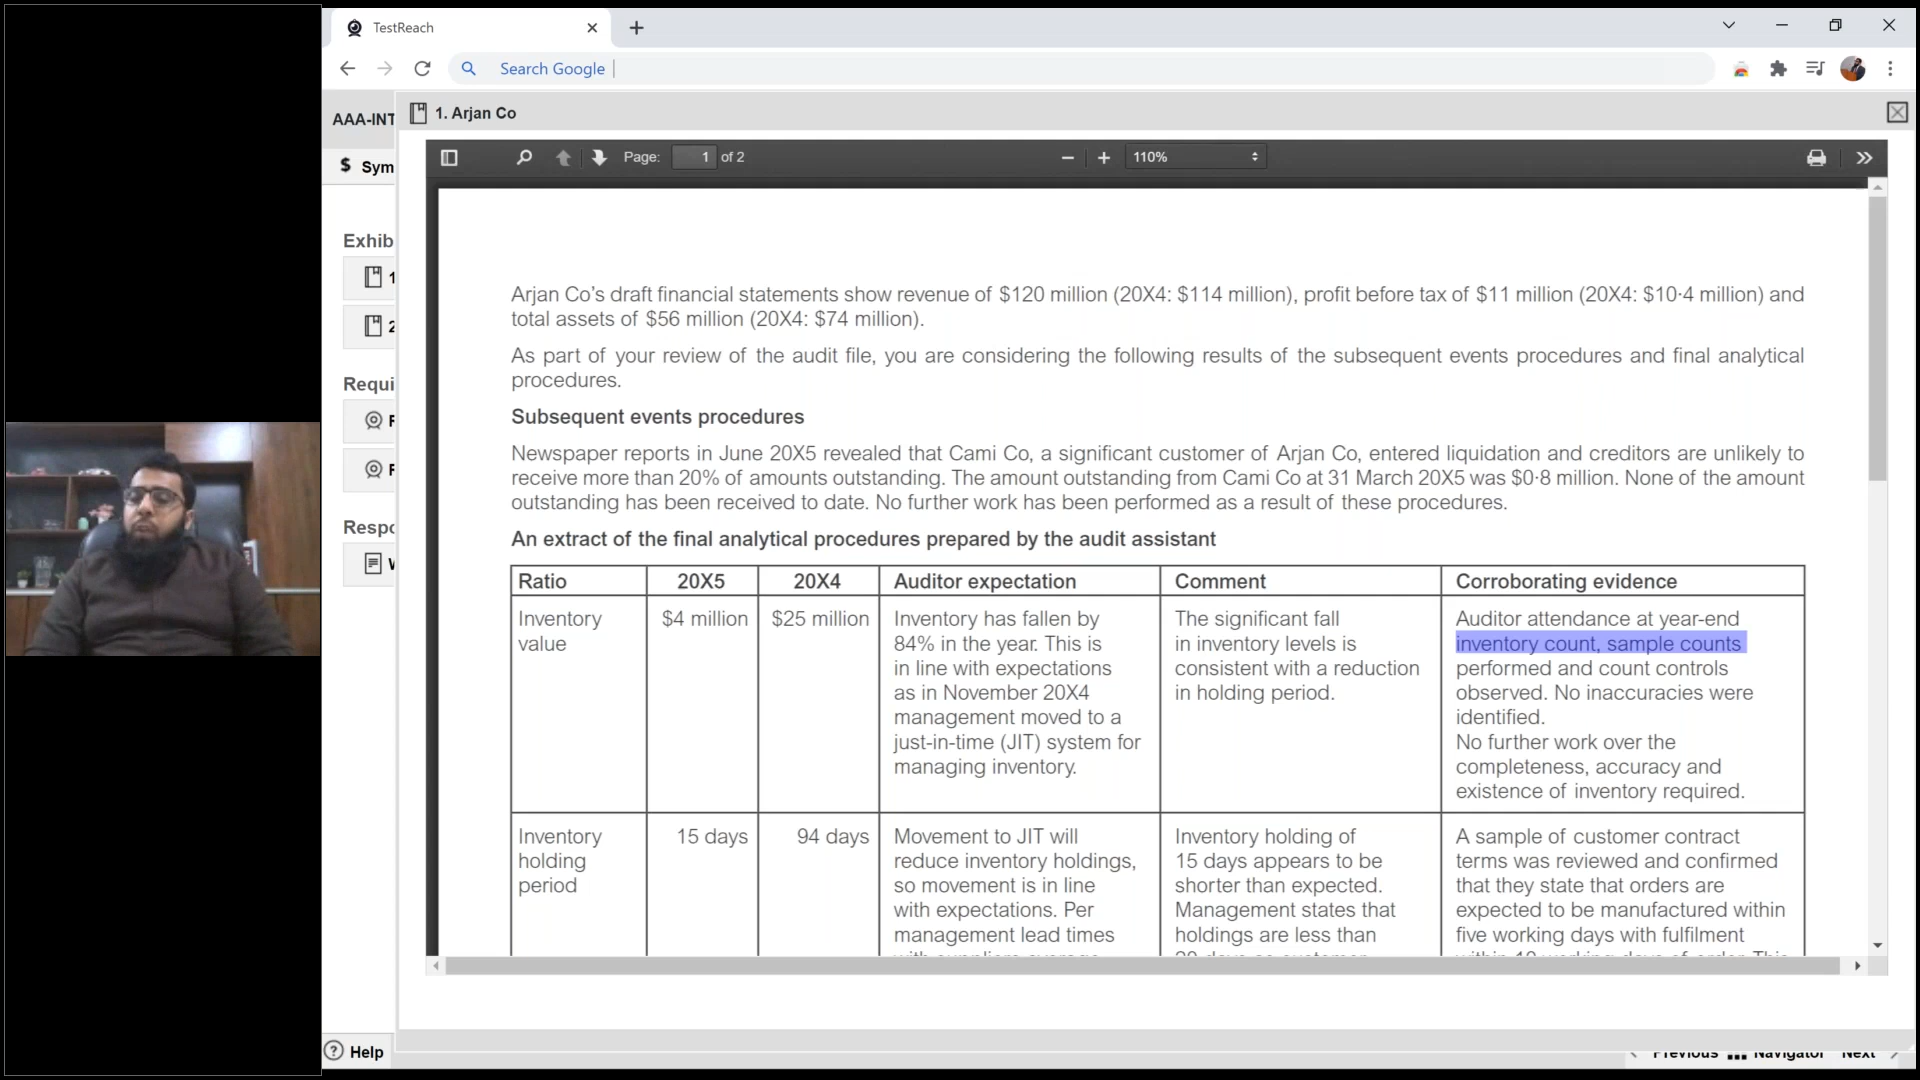 TestReach
Search Google
AAA-INT
1. Arjan Co
$ Sym
Page: 1 of 2
110%
Exhib
1
2
Requi
F
F
Respo
Arjan Co’s draft financial statements show revenue of $120 million (20X4: $114 million), profit before tax of $11 million (20X4: $10·4 million) and
total assets of $56 million (20X4: $74 million).
As part of your review of the audit file, you are considering the following results of the subsequent events procedures and final analytical
procedures.
Subsequent events procedures
Newspaper reports in June 20X5 revealed that Cami Co, a significant customer of Arjan Co, entered liquidation and creditors are unlikely to
receive more than 20% of amounts outstanding. The amount outstanding from Cami Co at 31 March 20X5 was $0·8 million. None of the amount
outstanding has been received to date. No further work has been performed as a result of these procedures.
An extract of the final analytical procedures prepared by the audit assistant
Ratio 20X5 20X4 Auditor expectation Comment Corroborating evidence
Inventory
value
$4 million
$25 million
Inventory has fallen by
84% in the year. This is
in line with expectations
as in November 20X4
management moved to a
just-in-time (JIT) system for
managing inventory.
The significant fall
in inventory levels is
consistent with a reduction
in holding period.
Auditor attendance at year-end
inventory count, sample counts
performed and count controls
observed. No inaccuracies were
identified.
No further work over the
completeness, accuracy and
existence of inventory required.
Inventory
holding
period
15 days
94 days
Movement to JIT will
reduce inventory holdings,
so movement is in line
with expectations. Per
management lead times
Inventory holding of
15 days appears to be
shorter than expected.
Management states that
holdings are less than
A sample of customer contract
terms was reviewed and confirmed
that they state that orders are
expected to be manufactured within
five working days with fulfilment
Help
Previous Navigator Next